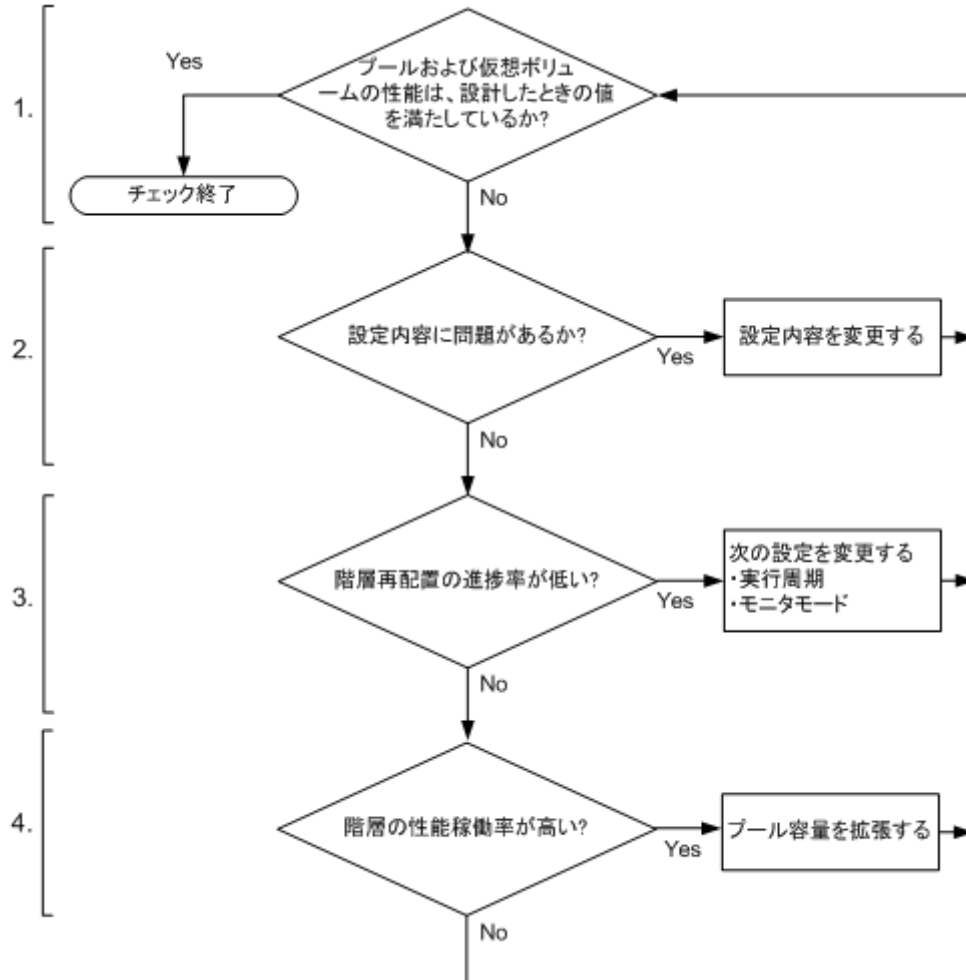 1.
Yes
プールおよび仮想ボリュ
ームの性能は、設計したときの値
を満たしているか?
チェック終了
No
2.
設定内容に問題があるか?
Yes
設定内容を変更する
No
3.
階層再配置の進捗率が低い?
Yes
次の設定を変更する
・実行周期
・モニタモード
No
4.
階層の性能稼働率が高い?
Yes
プール容量を拡張する
No